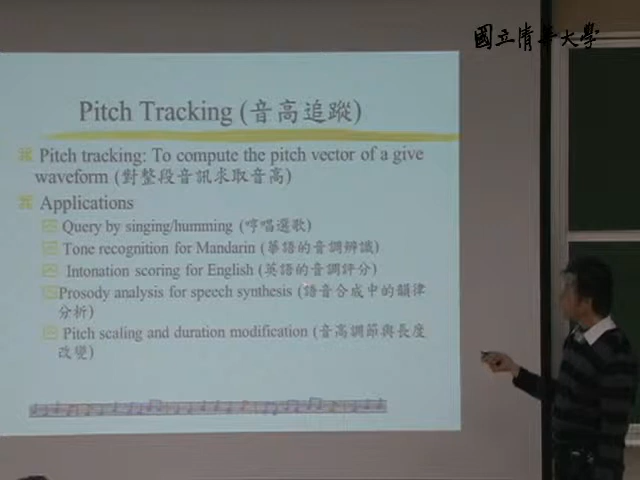 國立清華大學
Pitch Tracking (音高追蹤)
Pitch tracking: To compute the pitch vector of a give
waveform (對整段音訊求取音高)
Applications
Query by singing/humming (哼唱選歌)
Tone recognition for Mandarin (華語的音調辨識)
Intonation scoring for English (英語的音調評分)
Prosody analysis for speech synthesis (語音合成中的韻律
分析)
Pitch scaling and duration modification (音高調節與長度
改變)